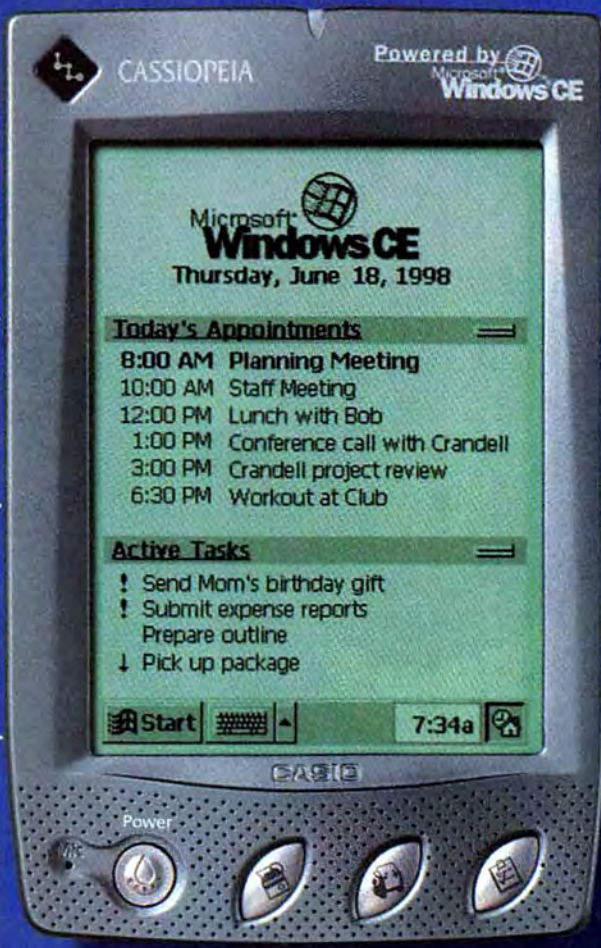 CASSIOPEIA
Powered by
Microsoft
Windows CE
Microsoft
Windows CE
Thursday, June 18, 1998
Today's Appointments
8:00 AM Planning Meeting
10:00 AM Staff Meeting
12:00 PM Lunch with Bob
1:00 PM Conference call with Crandell
3:00 PM Crandell project review
6:30 PM Workout at Club
Active Tasks
! Send Mom's birthday gift
! Submit expense reports
Prepare outline
↓ Pick up package
Start 7:34a
CASIO
Power
MIC